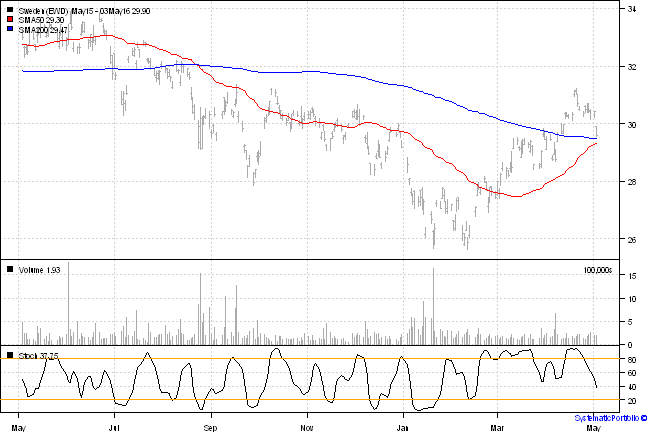 Sweden (EWD) May15 - 03May16 29.90
SMA50 29.30
SMA200 29.47
34
32
30
28
26
Volume 1.93
100,000s
15
10
5
0
Stoch 37.75
80
60
40
20
May
Jul
Sep
Nov
Jan
Mar
May
SystematicPortfolio ©